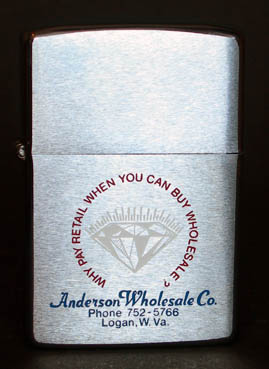 WHY PAY RETAIL WHEN YOU CAN BUY WHOLESALE?
Anderson Wholesale Co.
Phone 752-5766
Logan, W. Va.